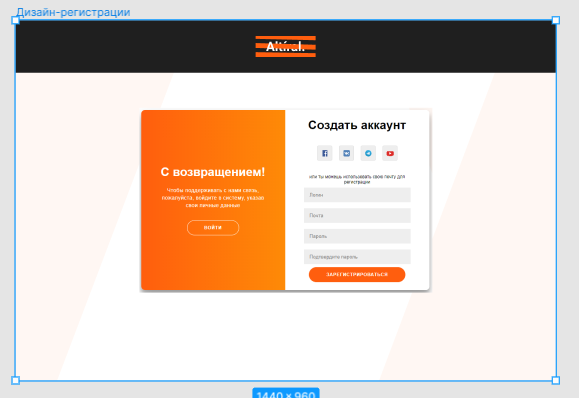 Дизайн-регистрации
Altíral.
Создать аккаунт
С возвращением!
Чтобы поддерживать с нами связь,
пожалуйста, войдите в систему, указав
свои личные данные
ВОЙТИ
или ты можешь использовать свою почту для
регистрации
Логин
Почта
Пароль
Подтвердите пароль
ЗАРЕГИСТРИРОВАТЬСЯ
1440 × 960